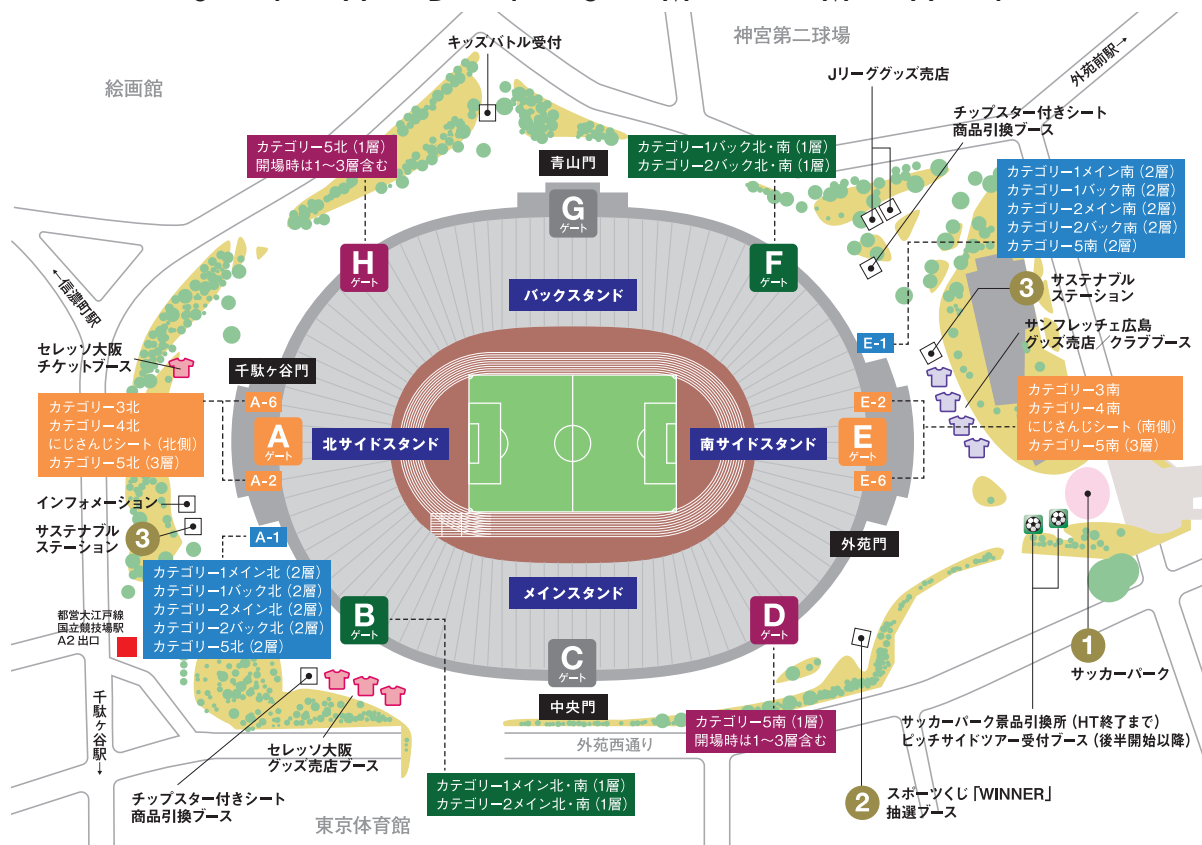 キッズバトル受付
神宮第二球場
外苑前駅→
絵画館
Jリーググッズ売店
チップスター付きシート
商品引換ブース
カテゴリー5北（1層）
開場時は1〜3層含む
青山門
カテゴリー1バック北・南（1層）
カテゴリー2バック北・南（1層）
カテゴリー1メイン南（2層）
カテゴリー1バック南（2層）
カテゴリー2メイン南（2層）
カテゴリー2バック南（2層）
カテゴリー5南（2層）
G
ゲート
H
ゲート
F
ゲート
←信濃町駅
バックスタンド
3
サステナブル
ステーション
サンフレッチェ広島
グッズ売店／クラブブース
E-1
セレッソ大阪
チケットブース
千駄ヶ谷門
カテゴリー3北
カテゴリー4北
にじさんじシート（北側）
カテゴリー5北（3層）
A-6
A
ゲート
A-2
北サイドスタンド
南サイドスタンド
E-2
E
ゲート
E-6
カテゴリー3南
カテゴリー4南
にじさんじシート（南側）
カテゴリー5南（3層）
インフォメーション
サステナブル
ステーション
3
A-1
外苑門
カテゴリー1メイン北（2層）
カテゴリー1バック北（2層）
カテゴリー2メイン北（2層）
カテゴリー2バック北（2層）
カテゴリー5北（2層）
メインスタンド
B
ゲート
D
ゲート
C
ゲート
中央門
都営大江戸線
国立競技場駅
A2 出口
1
サッカーパーク
千駄ヶ谷駅→
カテゴリー5南（1層）
開場時は1〜3層含む
サッカーパーク景品引換所（HT終了まで）
ピッチサイドツアー受付ブース（後半開始以降）
外苑西通り
セレッソ大阪
グッズ売店ブース
カテゴリー1メイン北・南（1層）
カテゴリー2メイン北・南（1層）
チップスター付きシート
商品引換ブース
2
スポーツくじ「WINNER」
抽選ブース
東京体育館